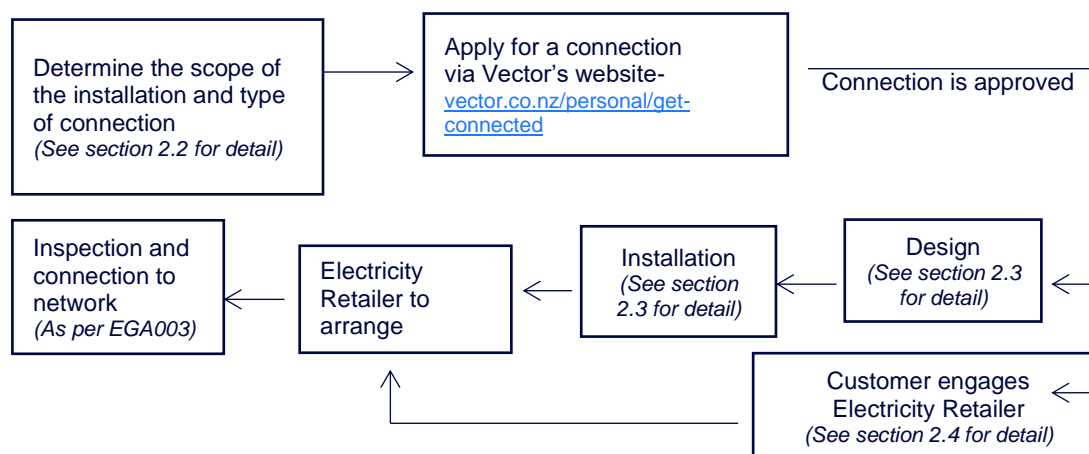 Determine the scope of
the installation and type
of connection
(See section 2.2 for detail)
Apply for a connection
via Vector's website-
vector.co.nz/personal/get-
connected
Connection is approved
Inspection and
connection to
network
(As per EGA003)
Electricity
Retailer to
arrange
Installation
(See section
2.3 for detail)
Design
(See section 2.3
for detail)
Customer engages
Electricity Retailer
(See section 2.4 for detail)